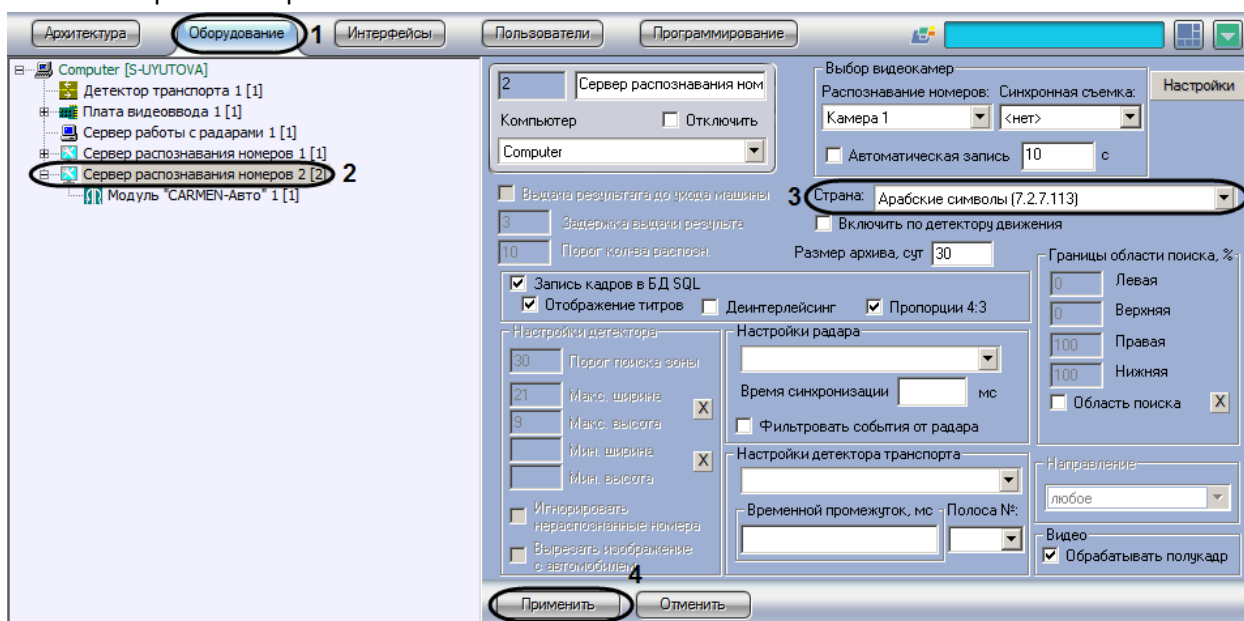 Архитектура Оборудование 1 Интерфейсы Пользователи Программирование
Computer [S-UYUTOVA]
Детектор транспорта 1 [1]
Плата видеоввода 1 [1]
Сервер работы с радарами 1 [1]
Сервер распознавания номеров 1 [1]
Сервер распознавания номеров 2 [2] 2
Модуль "CARMEN-Авто" 1 [1]
2 Сервер распознавания ном
Компьютер Отключить
Computer
Выбор видеокамер
Распознавание номеров: Синхронная съемка:
Камера 1 <нет>
Автоматическая запись 10 с
Настройки
Выдача результата до ухода машины
3 Задержка выдачи результа
10 Порог кол-ва распозн.
3 Страна: Арабские символы (7.2.7.113)
Включить по детектору движения
Размер архива, сут 30
Запись кадров в БД SQL
Отображение титров Деинтерлейсинг Пропорции 4:3
Границы области поиска, %
0 Левая
0 Верхняя
100 Правая
100 Нижняя
Область поиска X
Настройки детектора
30 Порог поиска зоны
21 Макс. ширина
X
9 Макс. высота
Мин. ширина
X
Мин. высота
Игнорировать
нераспознанные номера
Вырезать изображение
с автомобилем
Настройки радара
Время синхронизации мс
Фильтровать события от радара
Настройки детектора транспорта
Временной промежуток, мс Полоса №:
Направление
любое
Видео
Обрабатывать полукадр
4
Применить Отменить